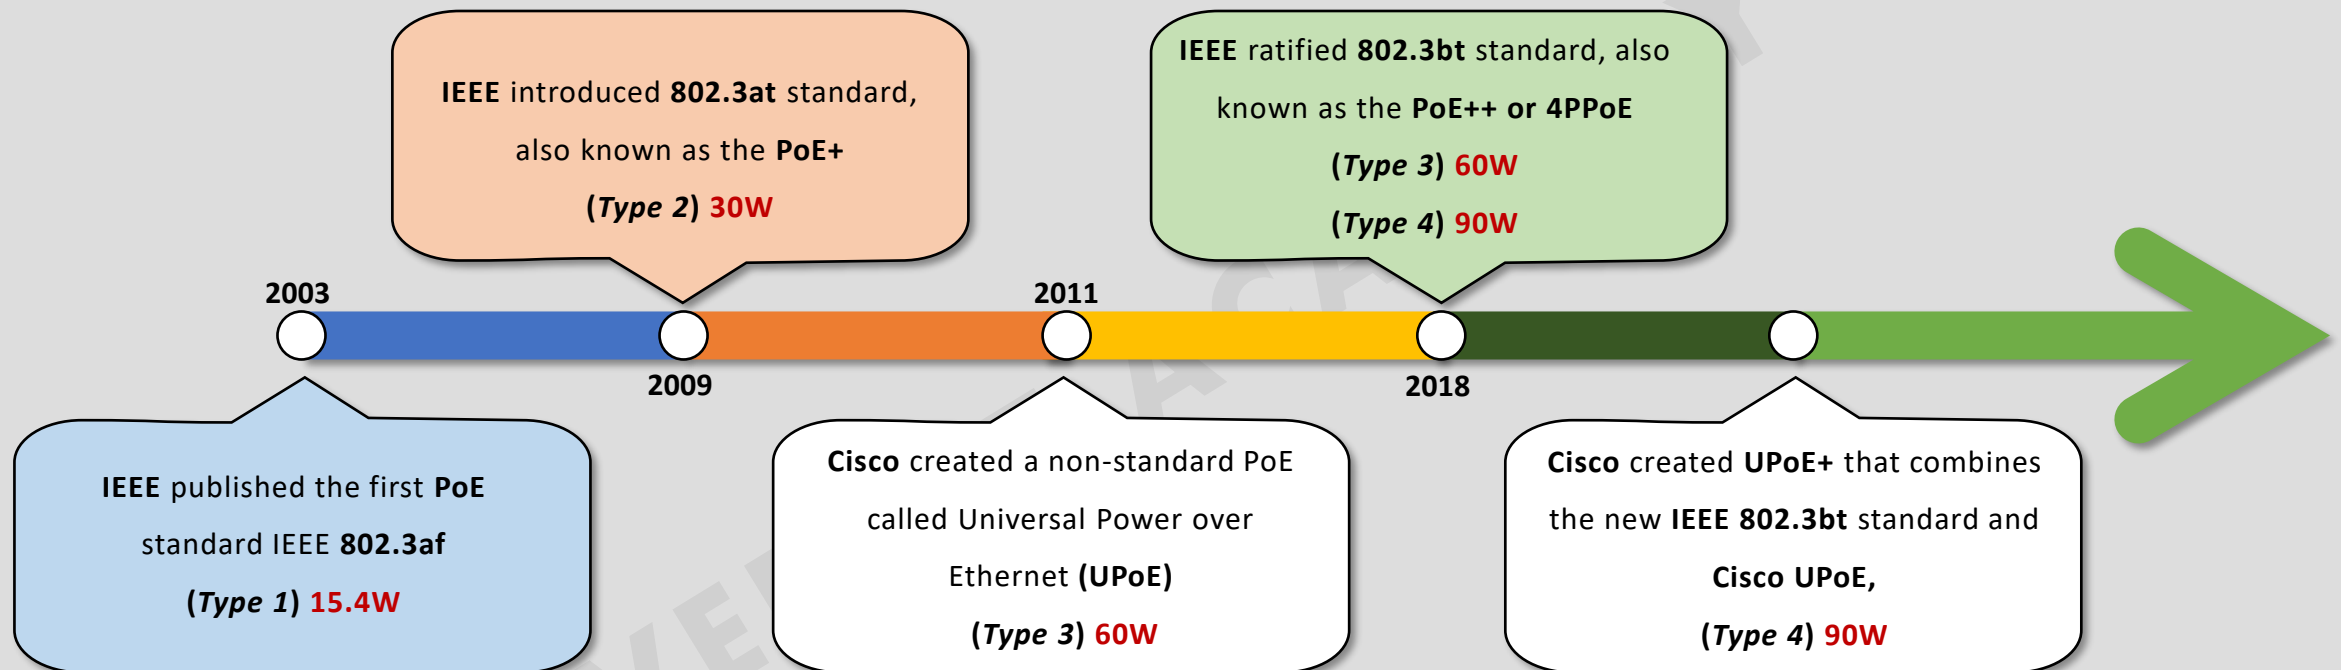 IEEE introduced 802.3at standard,
also known as the PoE+
(Type 2) 30W
IEEE ratified 802.3bt standard, also
known as the PoE++ or 4PPoE
(Type 3) 60W
(Type 4) 90W
2003
2011
2009
2018
IEEE published the first PoE
standard IEEE 802.3af
(Type 1) 15.4W
Cisco created a non-standard PoE
called Universal Power over
Ethernet (UPoE)
(Type 3) 60W
Cisco created UPoE+ that combines
the new IEEE 802.3bt standard and
Cisco UPoE,
(Type 4) 90W